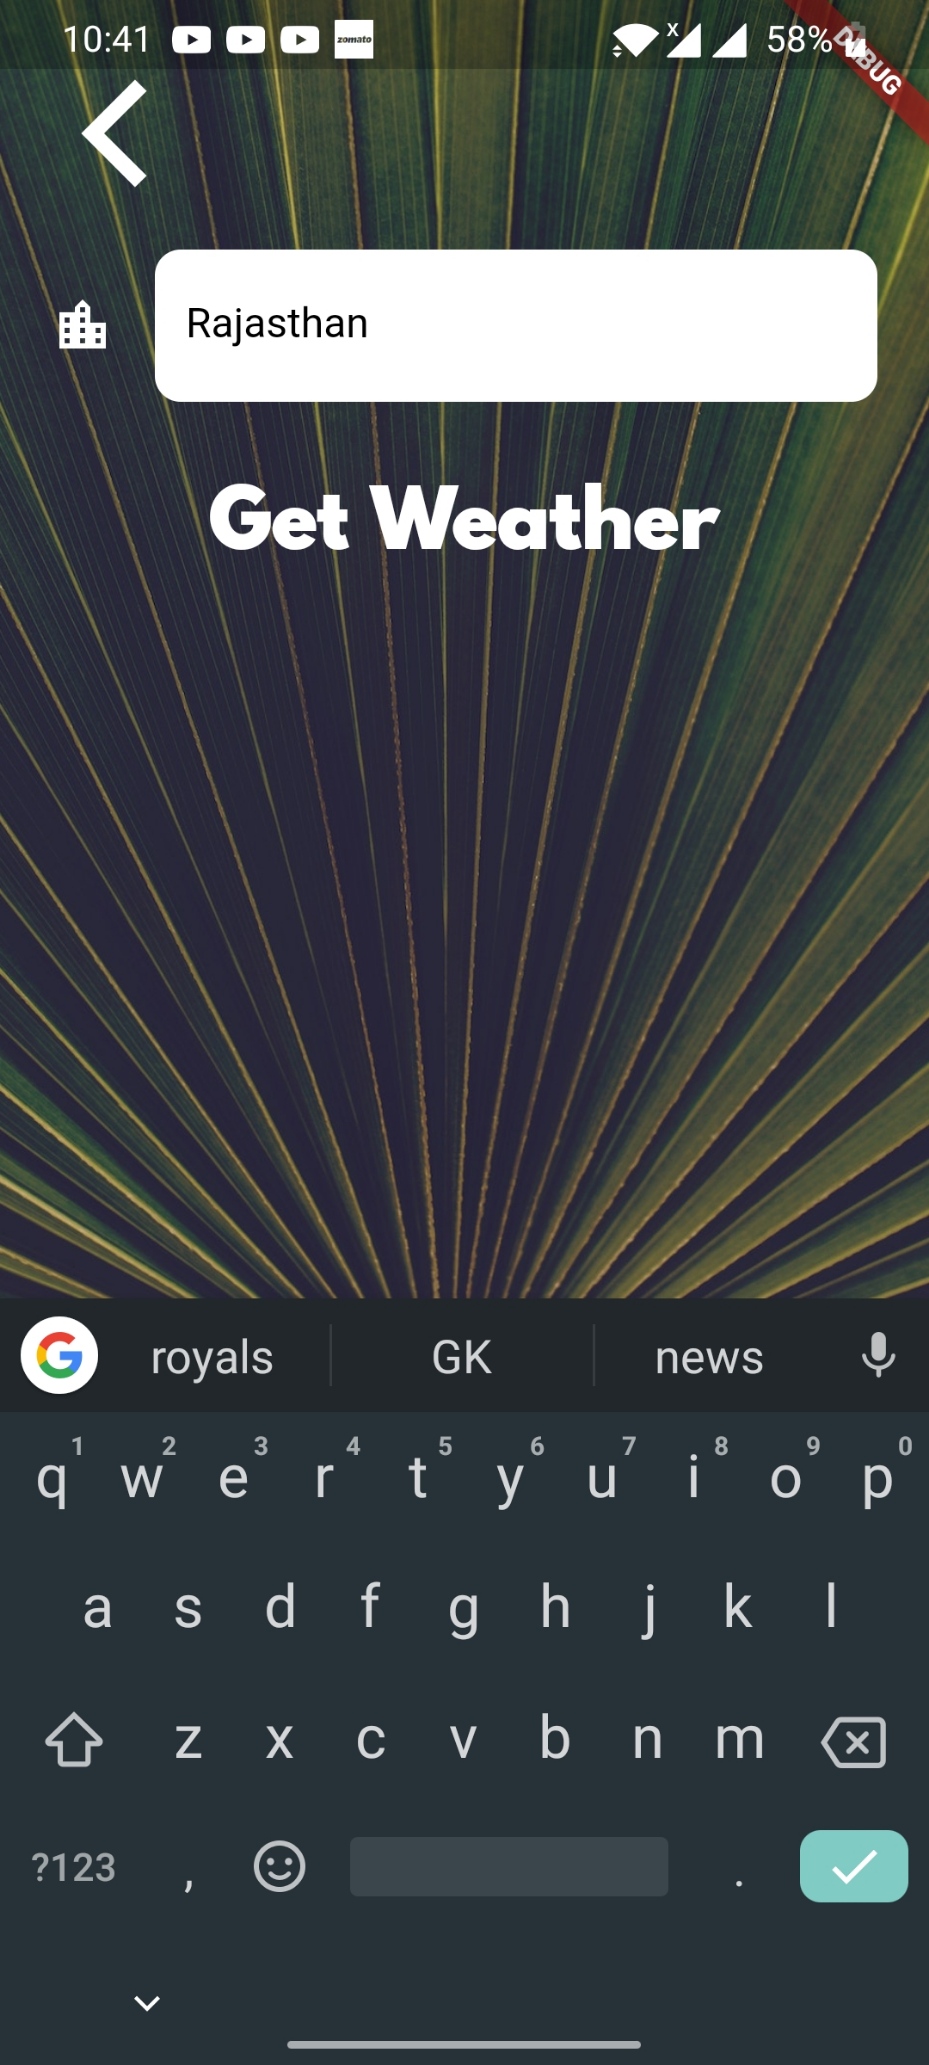 10:41 zomato 58%
DEBUG
Rajasthan
Get Weather
royals GK news
1 2 3 4 5 6 7 8 9 0
q w e r t y u i o p
a s d f g h j k l
z x c v b n m
?123 , .